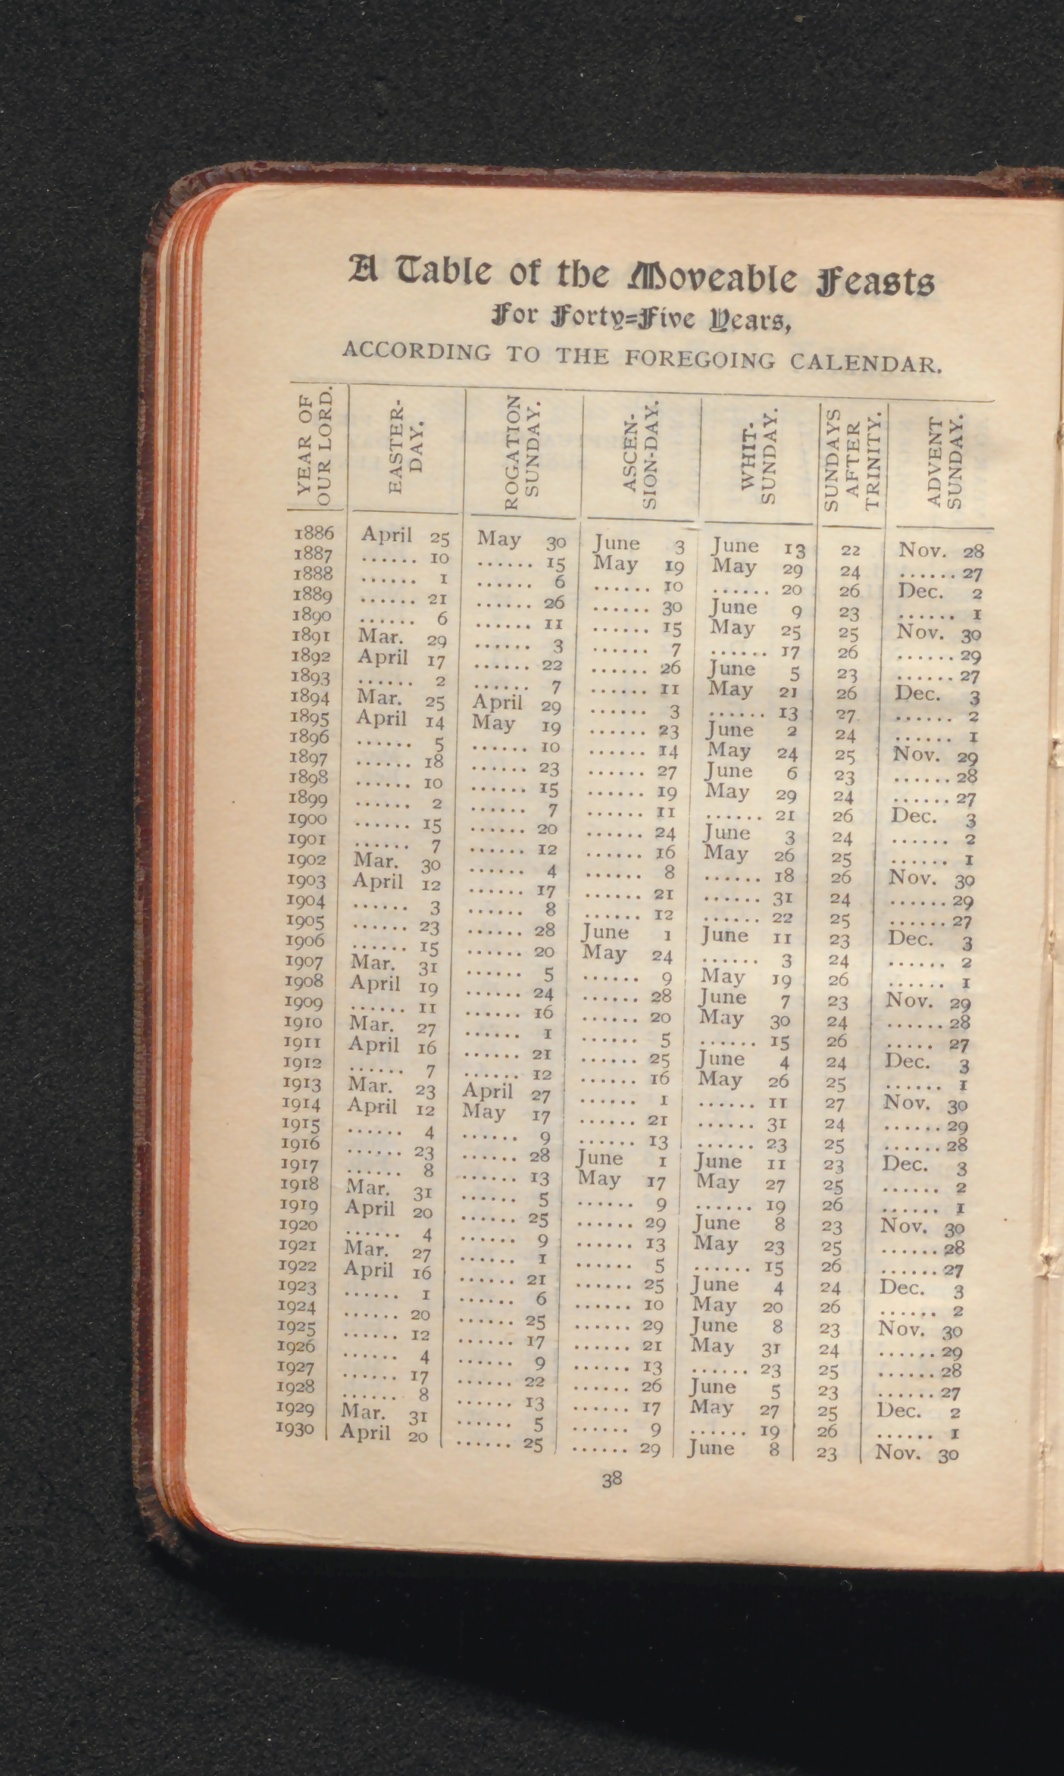 A Table of the Moveable Feasts
For Forty=Five Years,
ACCORDING TO THE FOREGOING CALENDAR.
YEAR OF OUR LORD. EASTER-DAY. ROGATION SUNDAY. ASCEN-SION-DAY. WHIT-SUNDAY. SUNDAYS AFTER TRINITY. ADVENT SUNDAY.
1886 April 25 May 30 June 3 June 13 22 Nov. 28
1887 ...... 10 ...... 15 May 19 May 29 24 ...... 27
1888 ...... 1 ...... 6 ...... 10 ...... 20 26 Dec. 2
1889 ...... 21 ...... 26 ...... 30 June 9 23 ...... 1
1890 ...... 6 ...... 11 ...... 15 May 25 25 Nov. 30
1891 Mar. 29 ...... 3 ...... 7 ...... 17 26 ...... 29
1892 April 17 ...... 22 ...... 26 June 5 23 ...... 27
1893 ...... 2 ...... 7 ...... 11 May 21 26 Dec. 3
1894 Mar. 25 April 29 ...... 3 ...... 13 27 ...... 2
1895 April 14 May 19 ...... 23 June 2 24 ...... 1
1896 ...... 5 ...... 10 ...... 14 May 24 25 Nov. 29
1897 ...... 18 ...... 23 ...... 27 June 6 23 ...... 28
1898 ...... 10 ...... 15 ...... 19 May 29 24 ...... 27
1899 ...... 2 ...... 7 ...... 11 ...... 21 26 Dec. 3
1900 ...... 15 ...... 20 ...... 24 June 3 24 ...... 2
1901 ...... 7 ...... 12 ...... 16 May 26 25 ...... 1
1902 Mar. 30 ...... 4 ...... 8 ...... 18 26 Nov. 30
1903 April 12 ...... 17 ...... 21 ...... 31 24 ...... 29
1904 ...... 3 ...... 8 ...... 12 ...... 22 25 ...... 27
1905 ...... 23 ...... 28 June 1 June 11 23 Dec. 3
1906 ...... 15 ...... 20 May 24 ...... 3 24 ...... 2
1907 Mar. 31 ...... 5 ...... 9 May 19 26 ...... 1
1908 April 19 ...... 24 ...... 28 June 7 23 Nov. 29
1909 ...... 11 ...... 16 ...... 20 May 30 24 ...... 28
1910 Mar. 27 ...... 1 ...... 5 ...... 15 26 ..... 27
1911 April 16 ...... 21 ...... 25 June 4 24 Dec. 3
1912 ...... 7 ...... 12 ...... 16 May 26 25 ...... 1
1913 Mar. 23 April 27 ...... 1 ...... 11 27 Nov. 30
1914 April 12 May 17 ...... 21 ...... 31 24 ...... 29
1915 ...... 4 ...... 9 ...... 13 ...... 23 25 ...... 28
1916 ...... 23 ...... 28 June 1 June 11 23 Dec. 3
1917 ...... 8 ...... 13 May 17 May 27 25 ...... 2
1918 Mar. 31 ...... 5 ...... 9 ...... 19 26 ...... 1
1919 April 20 ...... 25 ...... 29 June 8 23 Nov. 30
1920 ...... 4 ...... 9 ...... 13 May 23 25 ...... 28
1921 Mar. 27 ...... 1 ...... 5 ...... 15 26 ...... 27
1922 April 16 ...... 21 ...... 25 June 4 24 Dec. 3
1923 ...... 1 ...... 6 ...... 10 May 20 26 ...... 2
1924 ...... 20 ...... 25 ...... 29 June 8 23 Nov. 30
1925 ...... 12 ...... 17 ...... 21 May 31 24 ...... 29
1926 ...... 4 ...... 9 ...... 13 ...... 23 25 ...... 28
1927 ...... 17 ...... 22 ...... 26 June 5 23 ...... 27
1928 ...... 8 ...... 13 ...... 17 May 27 25 Dec. 2
1929 Mar. 31 ...... 5 ...... 9 ...... 19 26 ...... 1
1930 April 20 ...... 25 ...... 29 June 8 23 Nov. 30
38